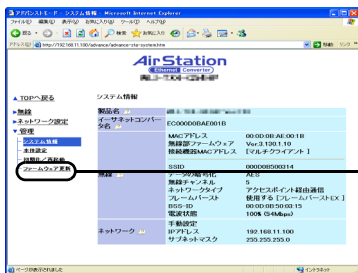 アドバンストモード - システム情報 - Microsoft Internet Explorer
ファイル(F) 編集(E) 表示(V) お気に入り(A) ツール(T) ヘルプ(H)
戻る 検索 お気に入り
アドレス(D) http://192.168.11.100/advance/advance-sta-system.htm 移動 リンク
AirStation
Ethernet Converter
▲ TOPへ戻る
▶無線
▶ネットワーク設定
▼管理
システム情報
本体設定
初期化/再起動
ファームウェア更新
システム情報
製品名
イーサネットコンバータ名 EC00000BAE001B
MACアドレス 00:0D:0B:AE:00:1B
無線部ファームウェア Ver.3.130.1.10
接続機器MACアドレス [マルチクライアント]
無線
SSID 000D0B500314
データの暗号化 AES
無線チャンネル 5
ネットワークタイプ アクセスポイント経由通信
フレームバースト 使用する [フレームバーストEX]
BSS-ID 00:0D:0B:50:03:15
電波状態 100% (54Mbps)
ネットワーク
手動設定
IPアドレス 192.168.11.100
サブネットマスク 255.255.255.0
ページが表示されました
イントラネット